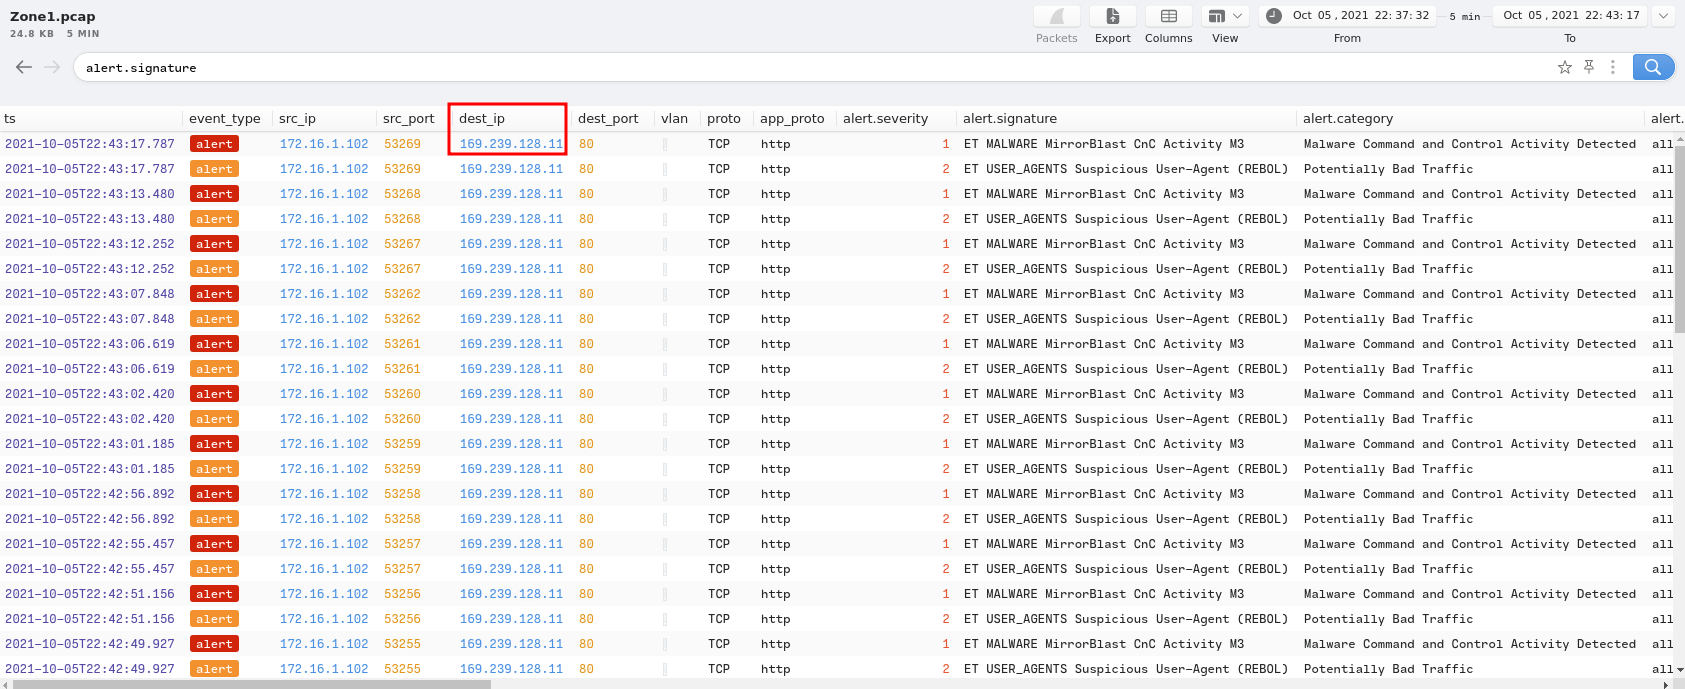 Zone1.pcap
24.8 KB 5 MIN
Oct 05 , 2021 22: 37: 32 5 min Oct 05 , 2021 22: 43: 17
Packets Export Columns View From To
alert.signature
ts event_type src_ip src_port dest_ip dest_port vlan proto app_proto alert.severity alert.signature alert.category alert.
2021-10-05T22:43:17.787 alert 172.16.1.102 53269 169.239.128.11 80 TCP http 1 ET MALWARE MirrorBlast CnC Activity M3 Malware Command and Control Activity Detected all
2021-10-05T22:43:17.787 alert 172.16.1.102 53269 169.239.128.11 80 TCP http 2 ET USER_AGENTS Suspicious User-Agent (REBOL) Potentially Bad Traffic all
2021-10-05T22:43:13.480 alert 172.16.1.102 53268 169.239.128.11 80 TCP http 1 ET MALWARE MirrorBlast CnC Activity M3 Malware Command and Control Activity Detected all
2021-10-05T22:43:13.480 alert 172.16.1.102 53268 169.239.128.11 80 TCP http 2 ET USER_AGENTS Suspicious User-Agent (REBOL) Potentially Bad Traffic all
2021-10-05T22:43:12.252 alert 172.16.1.102 53267 169.239.128.11 80 TCP http 1 ET MALWARE MirrorBlast CnC Activity M3 Malware Command and Control Activity Detected all
2021-10-05T22:43:12.252 alert 172.16.1.102 53267 169.239.128.11 80 TCP http 2 ET USER_AGENTS Suspicious User-Agent (REBOL) Potentially Bad Traffic all
2021-10-05T22:43:07.848 alert 172.16.1.102 53262 169.239.128.11 80 TCP http 1 ET MALWARE MirrorBlast CnC Activity M3 Malware Command and Control Activity Detected all
2021-10-05T22:43:07.848 alert 172.16.1.102 53262 169.239.128.11 80 TCP http 2 ET USER_AGENTS Suspicious User-Agent (REBOL) Potentially Bad Traffic all
2021-10-05T22:43:06.619 alert 172.16.1.102 53261 169.239.128.11 80 TCP http 1 ET MALWARE MirrorBlast CnC Activity M3 Malware Command and Control Activity Detected all
2021-10-05T22:43:06.619 alert 172.16.1.102 53261 169.239.128.11 80 TCP http 2 ET USER_AGENTS Suspicious User-Agent (REBOL) Potentially Bad Traffic all
2021-10-05T22:43:02.420 alert 172.16.1.102 53260 169.239.128.11 80 TCP http 1 ET MALWARE MirrorBlast CnC Activity M3 Malware Command and Control Activity Detected all
2021-10-05T22:43:02.420 alert 172.16.1.102 53260 169.239.128.11 80 TCP http 2 ET USER_AGENTS Suspicious User-Agent (REBOL) Potentially Bad Traffic all
2021-10-05T22:43:01.185 alert 172.16.1.102 53259 169.239.128.11 80 TCP http 1 ET MALWARE MirrorBlast CnC Activity M3 Malware Command and Control Activity Detected all
2021-10-05T22:43:01.185 alert 172.16.1.102 53259 169.239.128.11 80 TCP http 2 ET USER_AGENTS Suspicious User-Agent (REBOL) Potentially Bad Traffic all
2021-10-05T22:42:56.892 alert 172.16.1.102 53258 169.239.128.11 80 TCP http 1 ET MALWARE MirrorBlast CnC Activity M3 Malware Command and Control Activity Detected all
2021-10-05T22:42:56.892 alert 172.16.1.102 53258 169.239.128.11 80 TCP http 2 ET USER_AGENTS Suspicious User-Agent (REBOL) Potentially Bad Traffic all
2021-10-05T22:42:55.457 alert 172.16.1.102 53257 169.239.128.11 80 TCP http 1 ET MALWARE MirrorBlast CnC Activity M3 Malware Command and Control Activity Detected all
2021-10-05T22:42:55.457 alert 172.16.1.102 53257 169.239.128.11 80 TCP http 2 ET USER_AGENTS Suspicious User-Agent (REBOL) Potentially Bad Traffic all
2021-10-05T22:42:51.156 alert 172.16.1.102 53256 169.239.128.11 80 TCP http 1 ET MALWARE MirrorBlast CnC Activity M3 Malware Command and Control Activity Detected all
2021-10-05T22:42:51.156 alert 172.16.1.102 53256 169.239.128.11 80 TCP http 2 ET USER_AGENTS Suspicious User-Agent (REBOL) Potentially Bad Traffic all
2021-10-05T22:42:49.927 alert 172.16.1.102 53255 169.239.128.11 80 TCP http 1 ET MALWARE MirrorBlast CnC Activity M3 Malware Command and Control Activity Detected all
2021-10-05T22:42:49.927 alert 172.16.1.102 53255 169.239.128.11 80 TCP http 2 ET USER_AGENTS Suspicious User-Agent (REBOL) Potentially Bad Traffic all